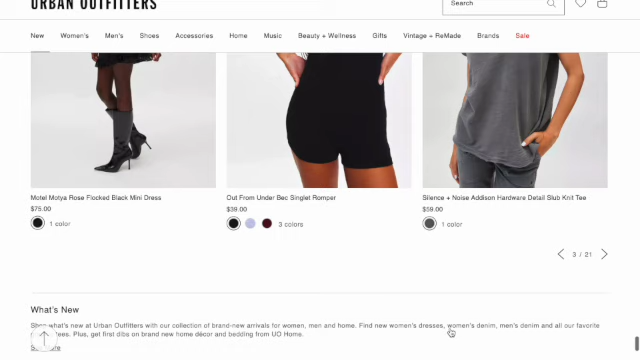 URBAN OUTFITTERS
Search
New Women's Men's Shoes Accessories Home Music Beauty + Wellness Gifts Vintage + ReMade Brands Sale
Motel Motya Rose Flocked Black Mini Dress
$75.00
1 color
Out From Under Bec Singlet Romper
$39.00
3 colors
Silence + Noise Addison Hardware Detail Slub Knit Tee
$59.00
1 color
3 / 21
What's New
what's new at Urban Outfitters with our collection of brand-new arrivals for women, men and home. Find new women's dresses, women's denim, men's denim and all our favorite
Plus, get first dibs on brand new home décor and bedding from UO Home.